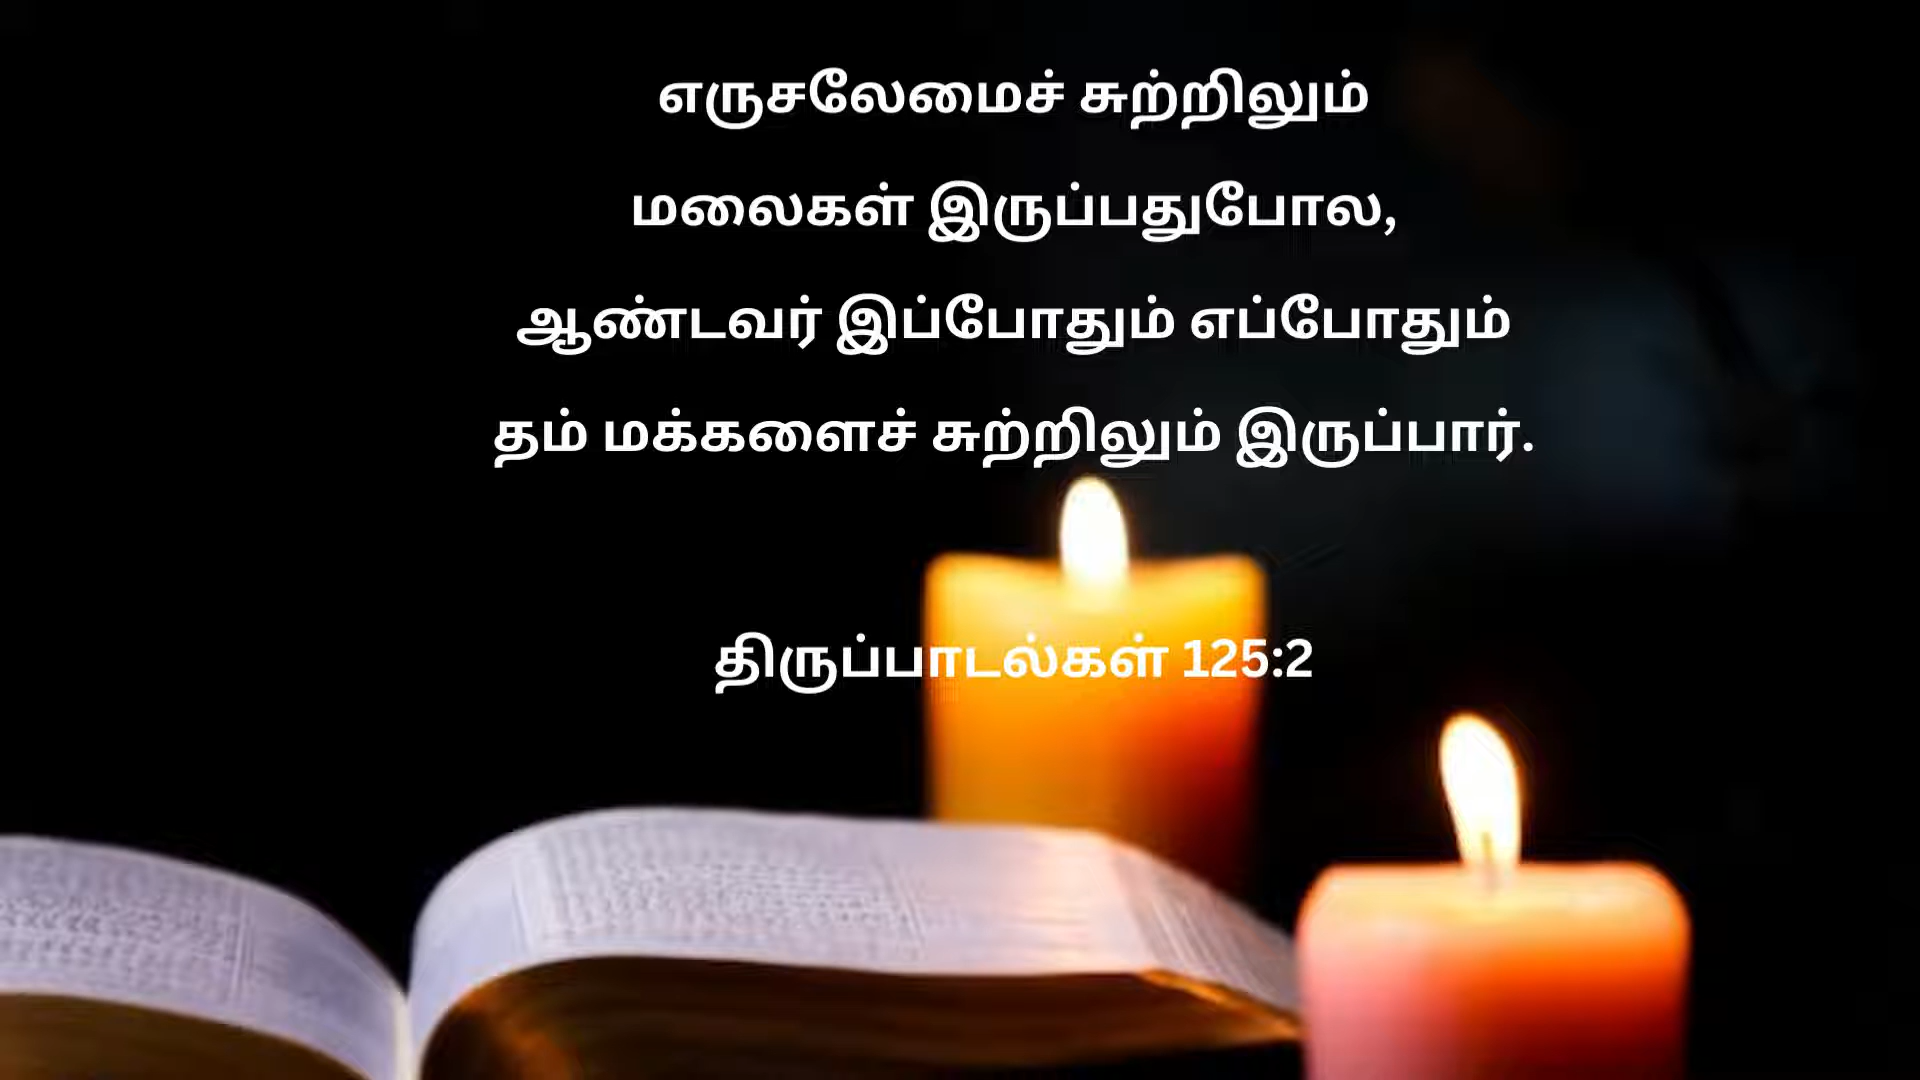 எருசலேமைச் சுற்றிலும்
மலைகள் இருப்பதுபோல,
ஆண்டவர் இப்போதும் எப்போதும்
தம் மக்களைச் சுற்றிலும் இருப்பார்.
திருப்பாடல்கள் 125:2